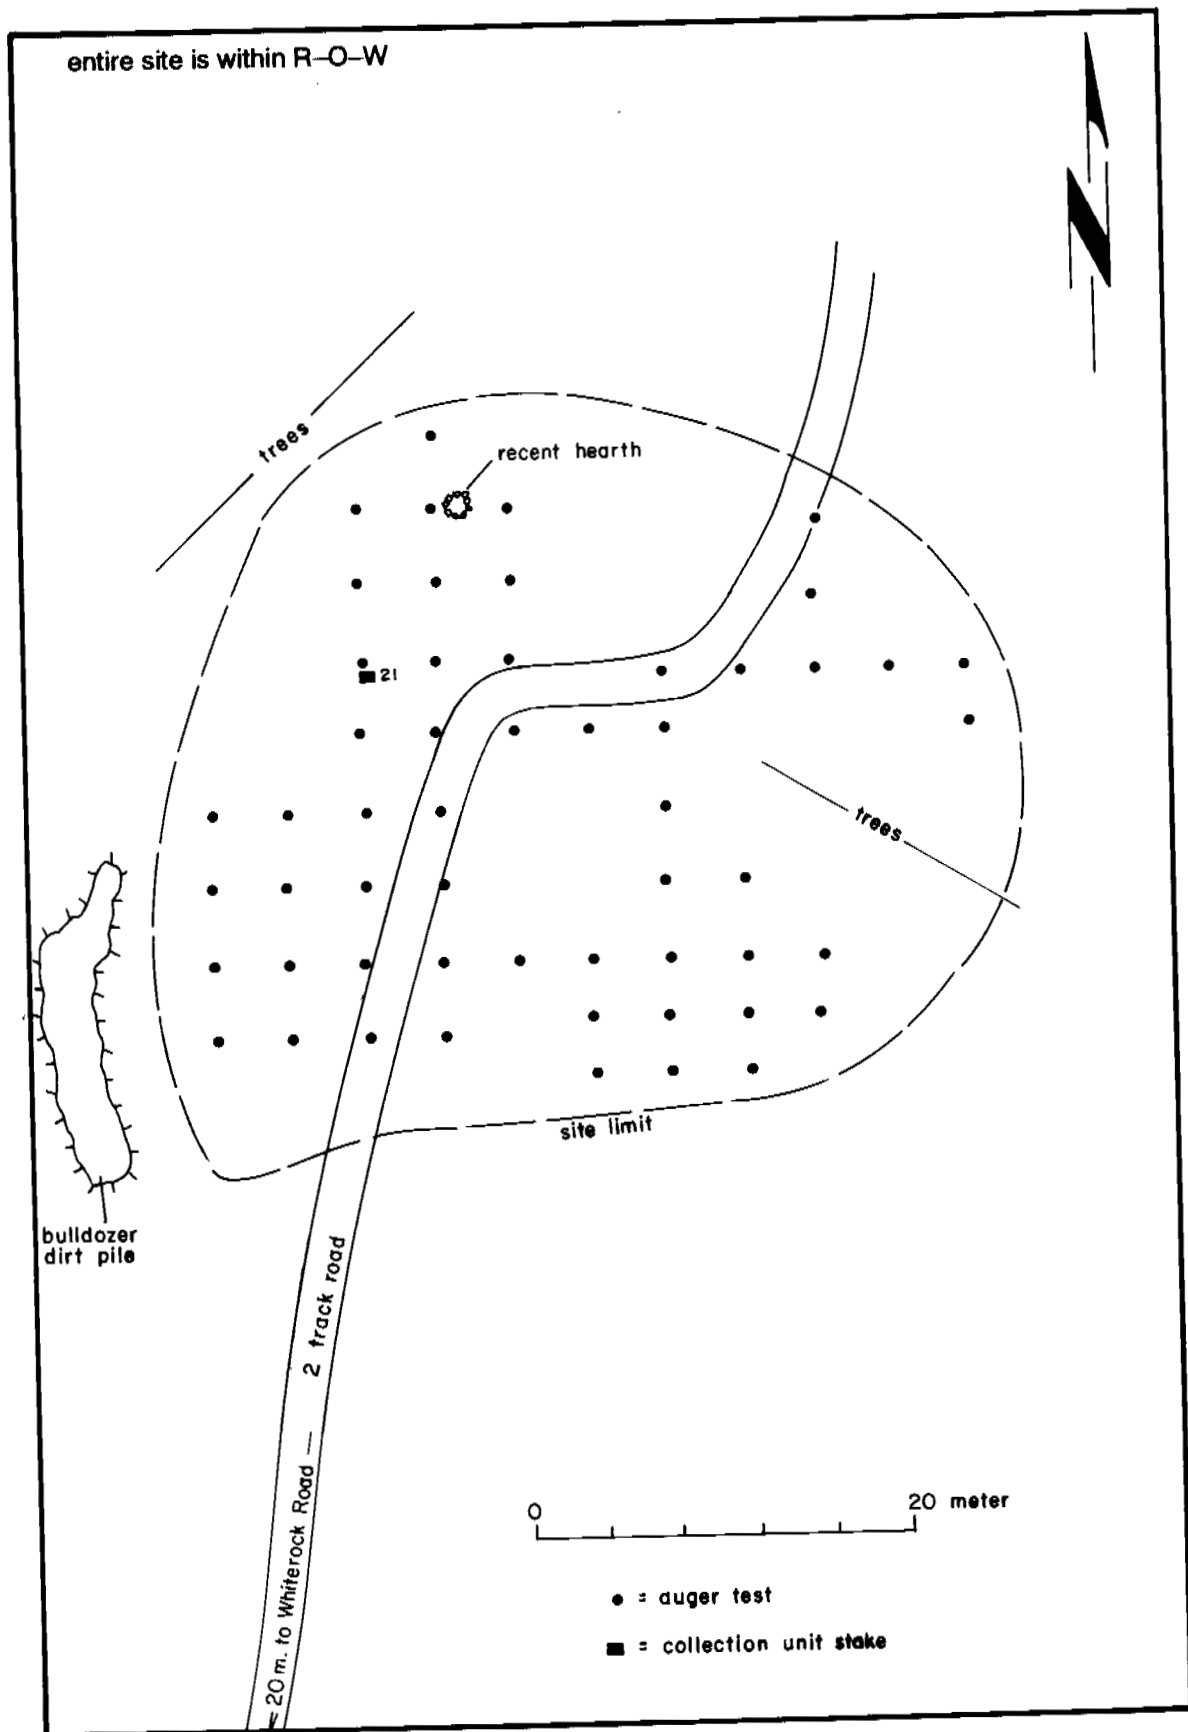 entire site is within R–O–W
N
trees
recent hearth
21
trees
site limit
bulldozer
dirt pile
2 track road
20 m. to Whiterock Road —
0
20 meter
● = auger test
■ = collection unit stake